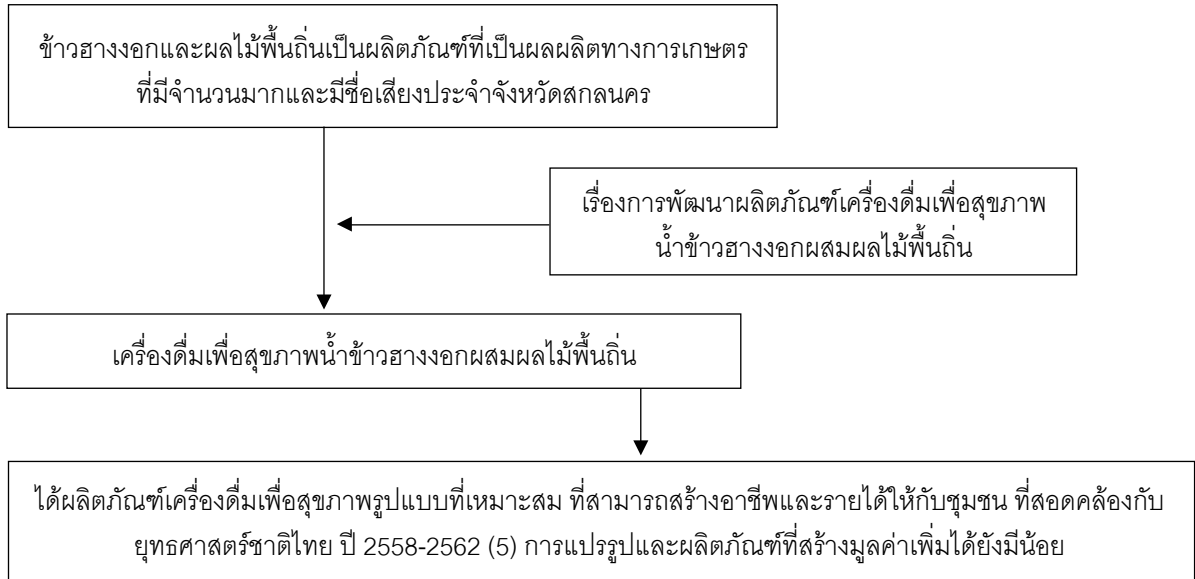 ข้าวฮางงอกและผลไม้พื้นถิ่นเป็นผลิตภัณฑ์ที่เป็นผลผลิตทางการเกษตร
ที่มีจำนวนมากและมีชื่อเสียงประจำจังหวัดสกลนคร
เรื่องการพัฒนาผลิตภัณฑ์เครื่องดื่มเพื่อสุขภาพ
น้ำข้าวฮางงอกผสมผลไม้พื้นถิ่น
เครื่องดื่มเพื่อสุขภาพน้ำข้าวฮางงอกผสมผลไม้พื้นถิ่น
ได้ผลิตภัณฑ์เครื่องดื่มเพื่อสุขภาพรูปแบบที่เหมาะสม ที่สามารถสร้างอาชีพและรายได้ให้กับชุมชน ที่สอดคล้องกับ
ยุทธศาสตร์ชาติไทย ปี 2558-2562 (5) การแปรรูปและผลิตภัณฑ์ที่สร้างมูลค่าเพิ่มได้ยังมีน้อย